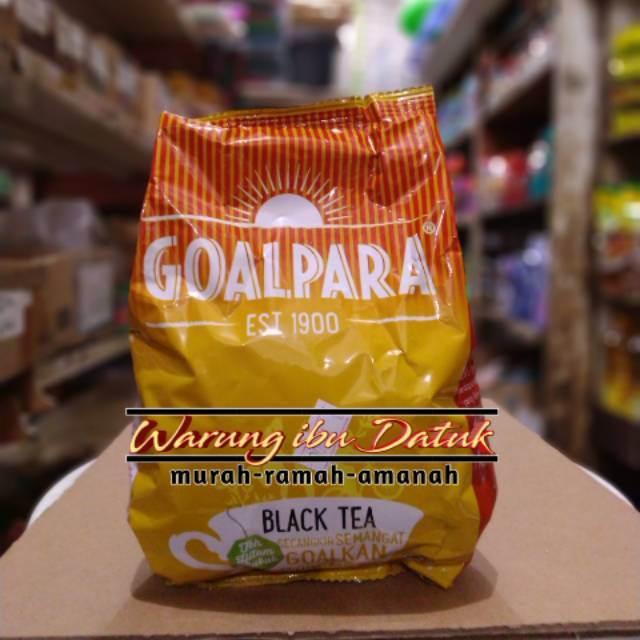 GOALPARA®
EST 1900
Warung ibu Datuk
murah-ramah-amanah
BLACK TEA
SECANGKIR SEMANGAT
GOALKAN